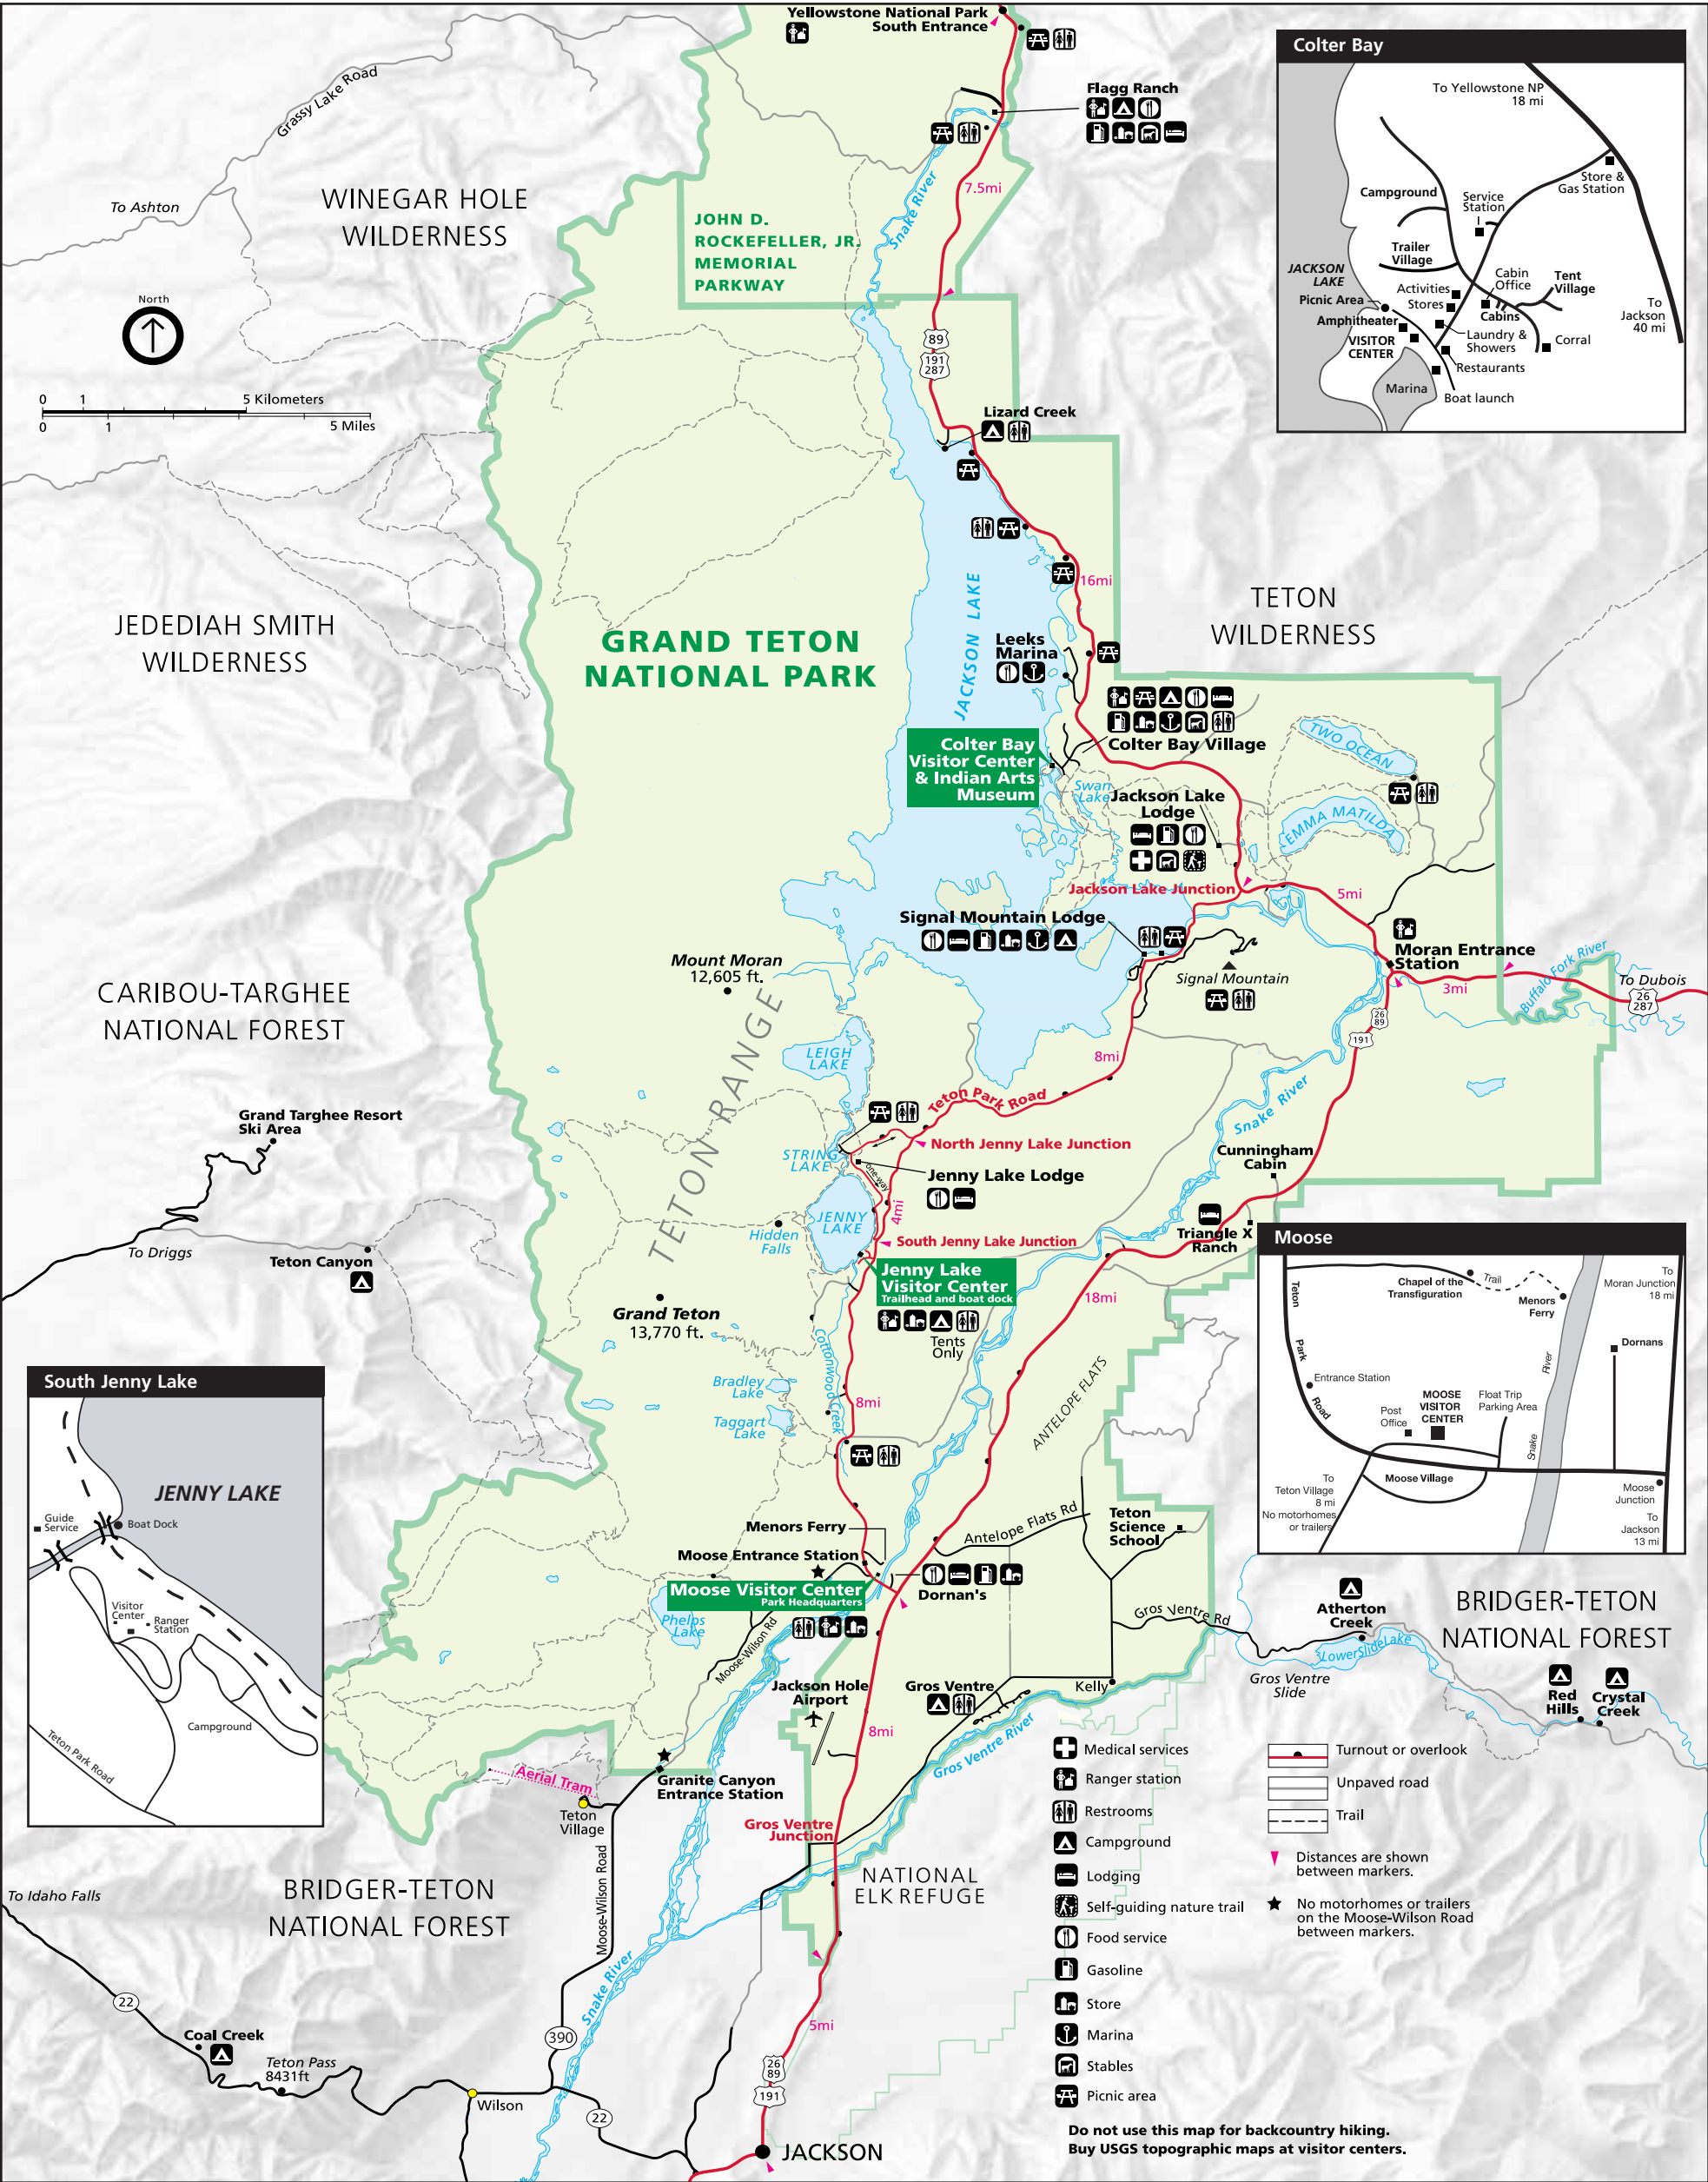 Yellowstone National Park
South Entrance
Grassy Lake Road
Flagg Ranch
To Ashton
WINEGAR HOLE
WILDERNESS
JOHN D.
ROCKEFELLER, JR.
MEMORIAL
PARKWAY
Snake River
7.5mi
North
0 1 5 Kilometers
0 1 5 Miles
89
191
287
Lizard Creek
16mi
JACKSON LAKE
TETON
WILDERNESS
JEDEDIAH SMITH
WILDERNESS
GRAND TETON
NATIONAL PARK
Leeks
Marina
Colter Bay
Visitor Center
& Indian Arts
Museum
Colter Bay Village
TWO OCEAN
EMMA MATILDA
Swan
Lake
Jackson Lake
Lodge
Jackson Lake Junction
5mi
Signal Mountain Lodge
Signal Mountain
Moran Entrance
Station
3mi
Buffalo Fork River
To Dubois
26
287
26
89
191
Mount Moran
12,605 ft.
CARIBOU-TARGHEE
NATIONAL FOREST
TETON RANGE
LEIGH
LAKE
8mi
Teton Park Road
Snake River
Grand Targhee Resort
Ski Area
North Jenny Lake Junction
STRING
LAKE
one-way
Jenny Lake Lodge
Cunningham
Cabin
4mi
JENNY
LAKE
Hidden
Falls
South Jenny Lake Junction
Triangle X
Ranch
To Driggs
Teton Canyon
Jenny Lake
Visitor Center
Trailhead and boat dock
Tents
Only
18mi
Grand Teton
13,770 ft.
Cottonwood Creek
Bradley
Lake
Taggart
Lake
8mi
ANTELOPE FLATS
Menors Ferry
Antelope Flats Rd
Teton
Science
School
Moose Entrance Station
Moose Visitor Center
Park Headquarters
Dornan's
Phelps
Lake
Moose-Wilson Rd
Gros Ventre Rd
Atherton
Creek
Lower Slide Lake
Gros Ventre
Slide
BRIDGER-TETON
NATIONAL FOREST
Red
Hills
Crystal
Creek
Jackson Hole
Airport
Gros Ventre
Kelly
8mi
Gros Ventre River
Aerial Tram
Granite Canyon
Entrance Station
Teton
Village
Gros Ventre
Junction
NATIONAL
ELK REFUGE
Moose-Wilson Road
BRIDGER-TETON
NATIONAL FOREST
To Idaho Falls
22
Snake River
Coal Creek
Teton Pass
8431ft
390
Wilson
22
5mi
26
89
191
JACKSON
Colter Bay
To Yellowstone NP
18 mi
Store &
Gas Station
Campground
Service
Station
Trailer
Village
JACKSON
LAKE
Cabin
Office
Tent
Village
Activities
Stores
Picnic Area
Cabins
Amphitheater
To
Jackson
40 mi
VISITOR
CENTER
Laundry &
Showers
Corral
Restaurants
Marina
Boat launch
Moose
Teton
Park
Road
Chapel of the
Transfiguration
Trail
Menors
Ferry
To
Moran Junction
18 mi
Dornans
Snake
River
Entrance Station
MOOSE
VISITOR
CENTER
Post
Office
Float Trip
Parking Area
Moose Village
To
Teton Village
8 mi
No motorhomes
or trailers
Moose
Junction
To
Jackson
13 mi
South Jenny Lake
JENNY LAKE
Guide
Service
Boat Dock
Visitor
Center
Ranger
Station
Campground
Teton Park Road
Medical services
Ranger station
Restrooms
Campground
Lodging
Self-guiding nature trail
Food service
Gasoline
Store
Marina
Stables
Picnic area
Turnout or overlook
Unpaved road
Trail
Distances are shown
between markers.
No motorhomes or trailers
on the Moose-Wilson Road
between markers.
Do not use this map for backcountry hiking.
Buy USGS topographic maps at visitor centers.